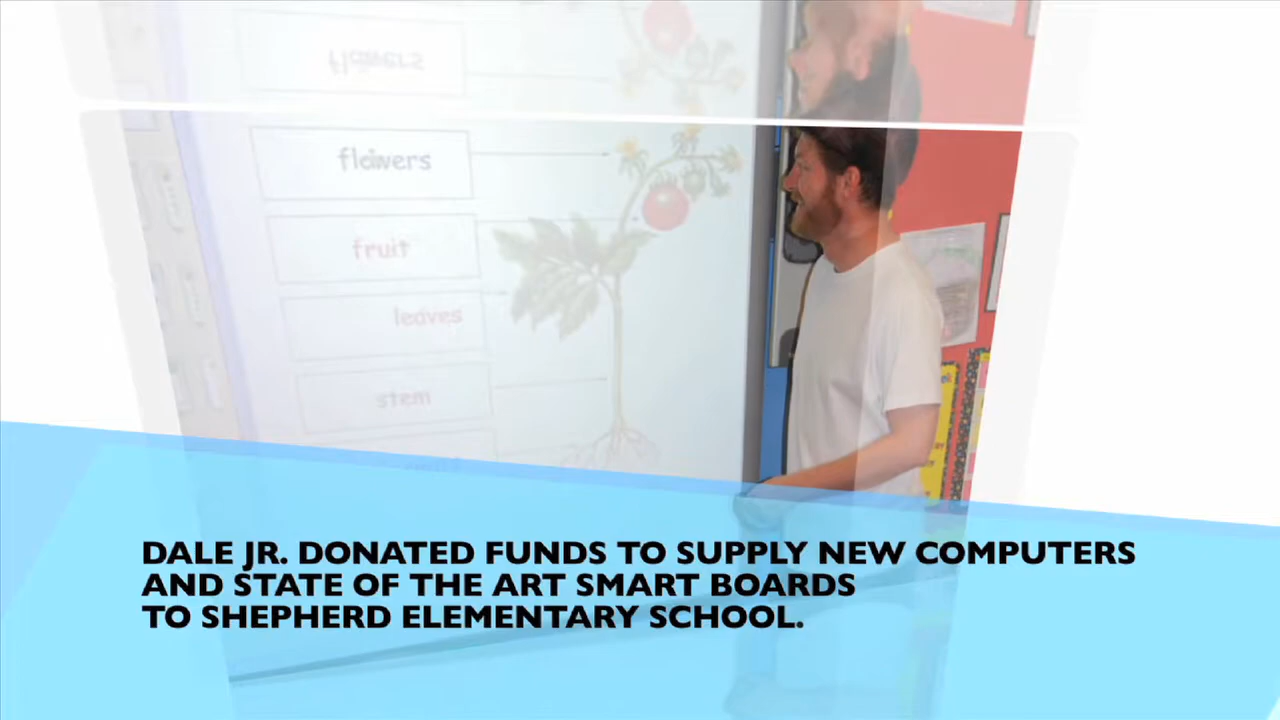 flowers
flowers
fruit
leaves
stem
DALE JR. DONATED FUNDS TO SUPPLY NEW COMPUTERS
AND STATE OF THE ART SMART BOARDS
TO SHEPHERD ELEMENTARY SCHOOL.